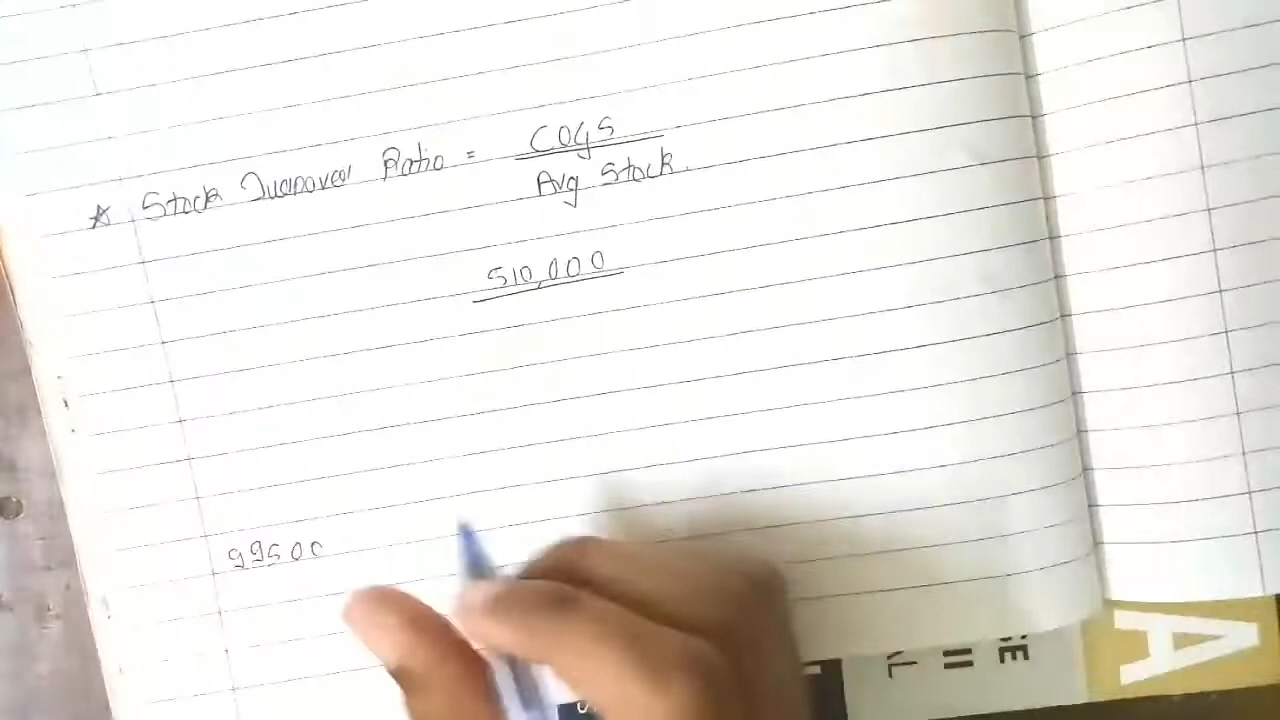 * Stock Turnover Ratio = COGS
Avg Stock.
510,000
99500
A